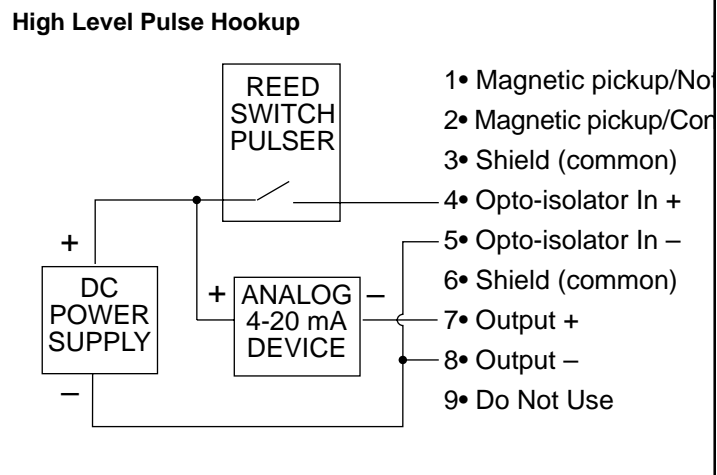 High Level Pulse Hookup
REED
SWITCH
PULSER
1• Magnetic pickup/
2• Magnetic pickup/
3• Shield (common)
4• Opto-isolator In +
+
5• Opto-isolator In –
DC
POWER
SUPPLY
+
ANALOG
4-20 mA
DEVICE
–
6• Shield (common)
7• Output +
8• Output –
–
9• Do Not Use